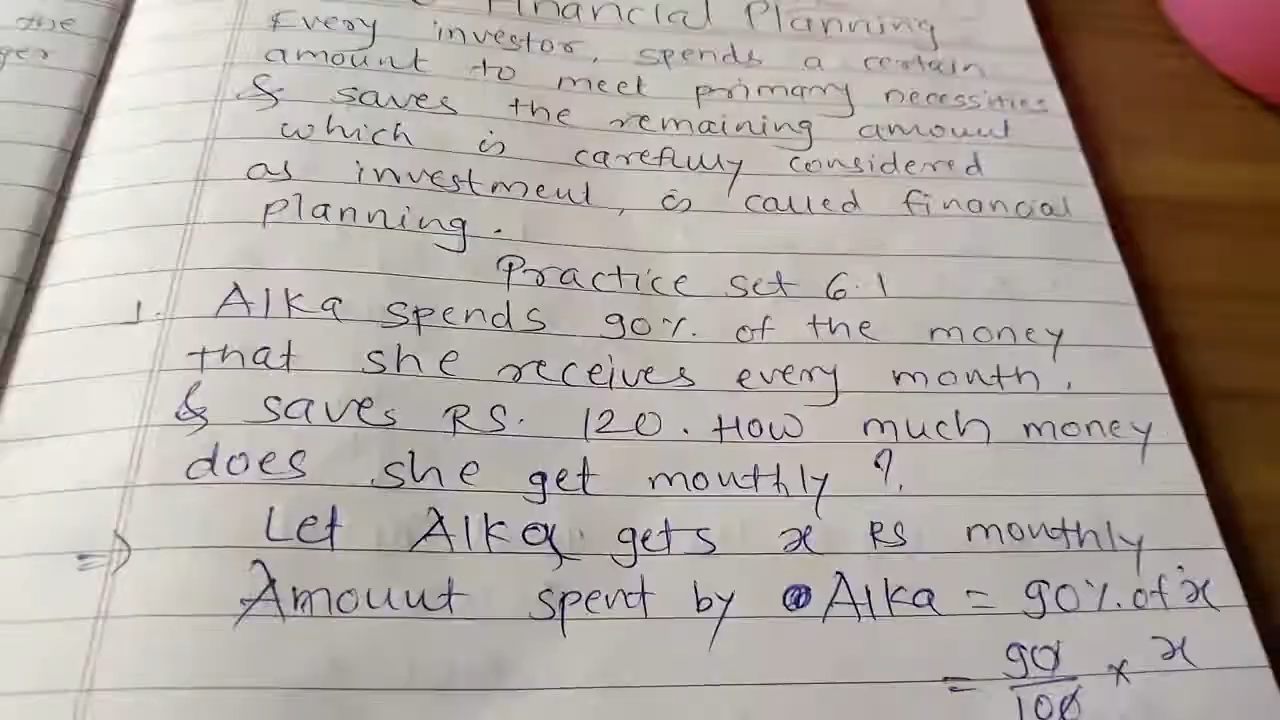 the
ger
Financial Planning
Every investor, spends a certain
amount to meet primary necessities
& saves the remaining amount
which is carefully considered
as investment, is called financial
planning.
Practice set 6.1
1. Alka spends 90% of the money
that she receives every month,
& saves RS. 120. How much money
does she get monthly ?
⇒ Let Alka gets x RS monthly
Amount spent by Alka = 90% of x
= 90/100 × x